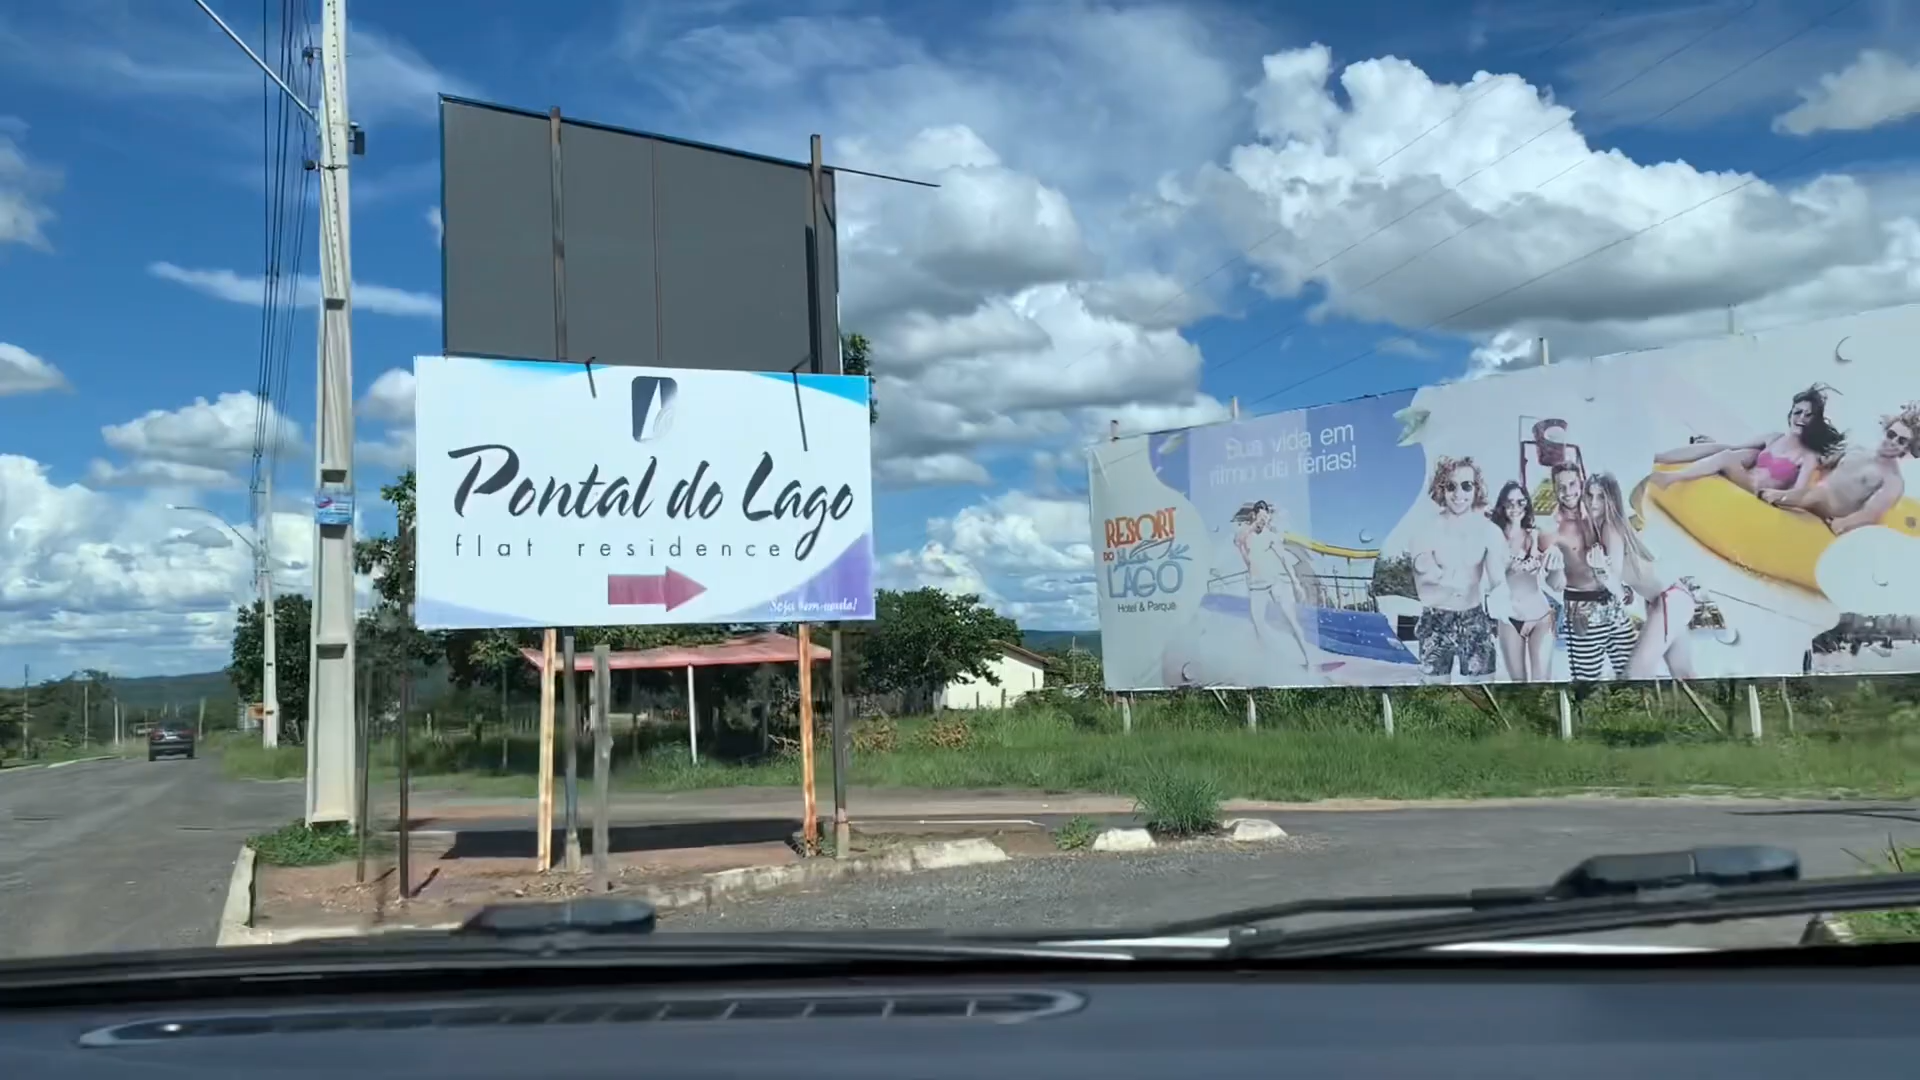 Pontal do Lago
flat residence
Seja bem-vindo!
Sua vida em
ritmo de férias!
RESORT
DO
LAGO
Hotel & Parque